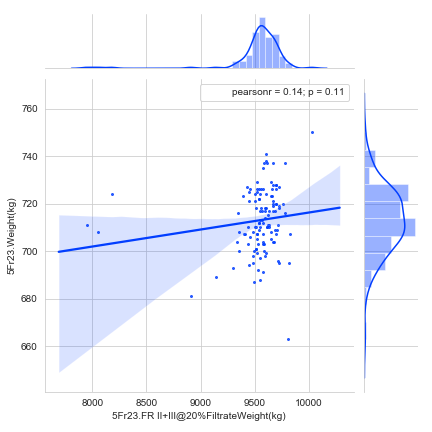 pearsonr = 0.14; p = 0.11
760
740
720
700
680
660
5Fr23.Weight(kg)
8000 8500 9000 9500 10000
5Fr23.FR II+III@20%FiltrateWeight(kg)